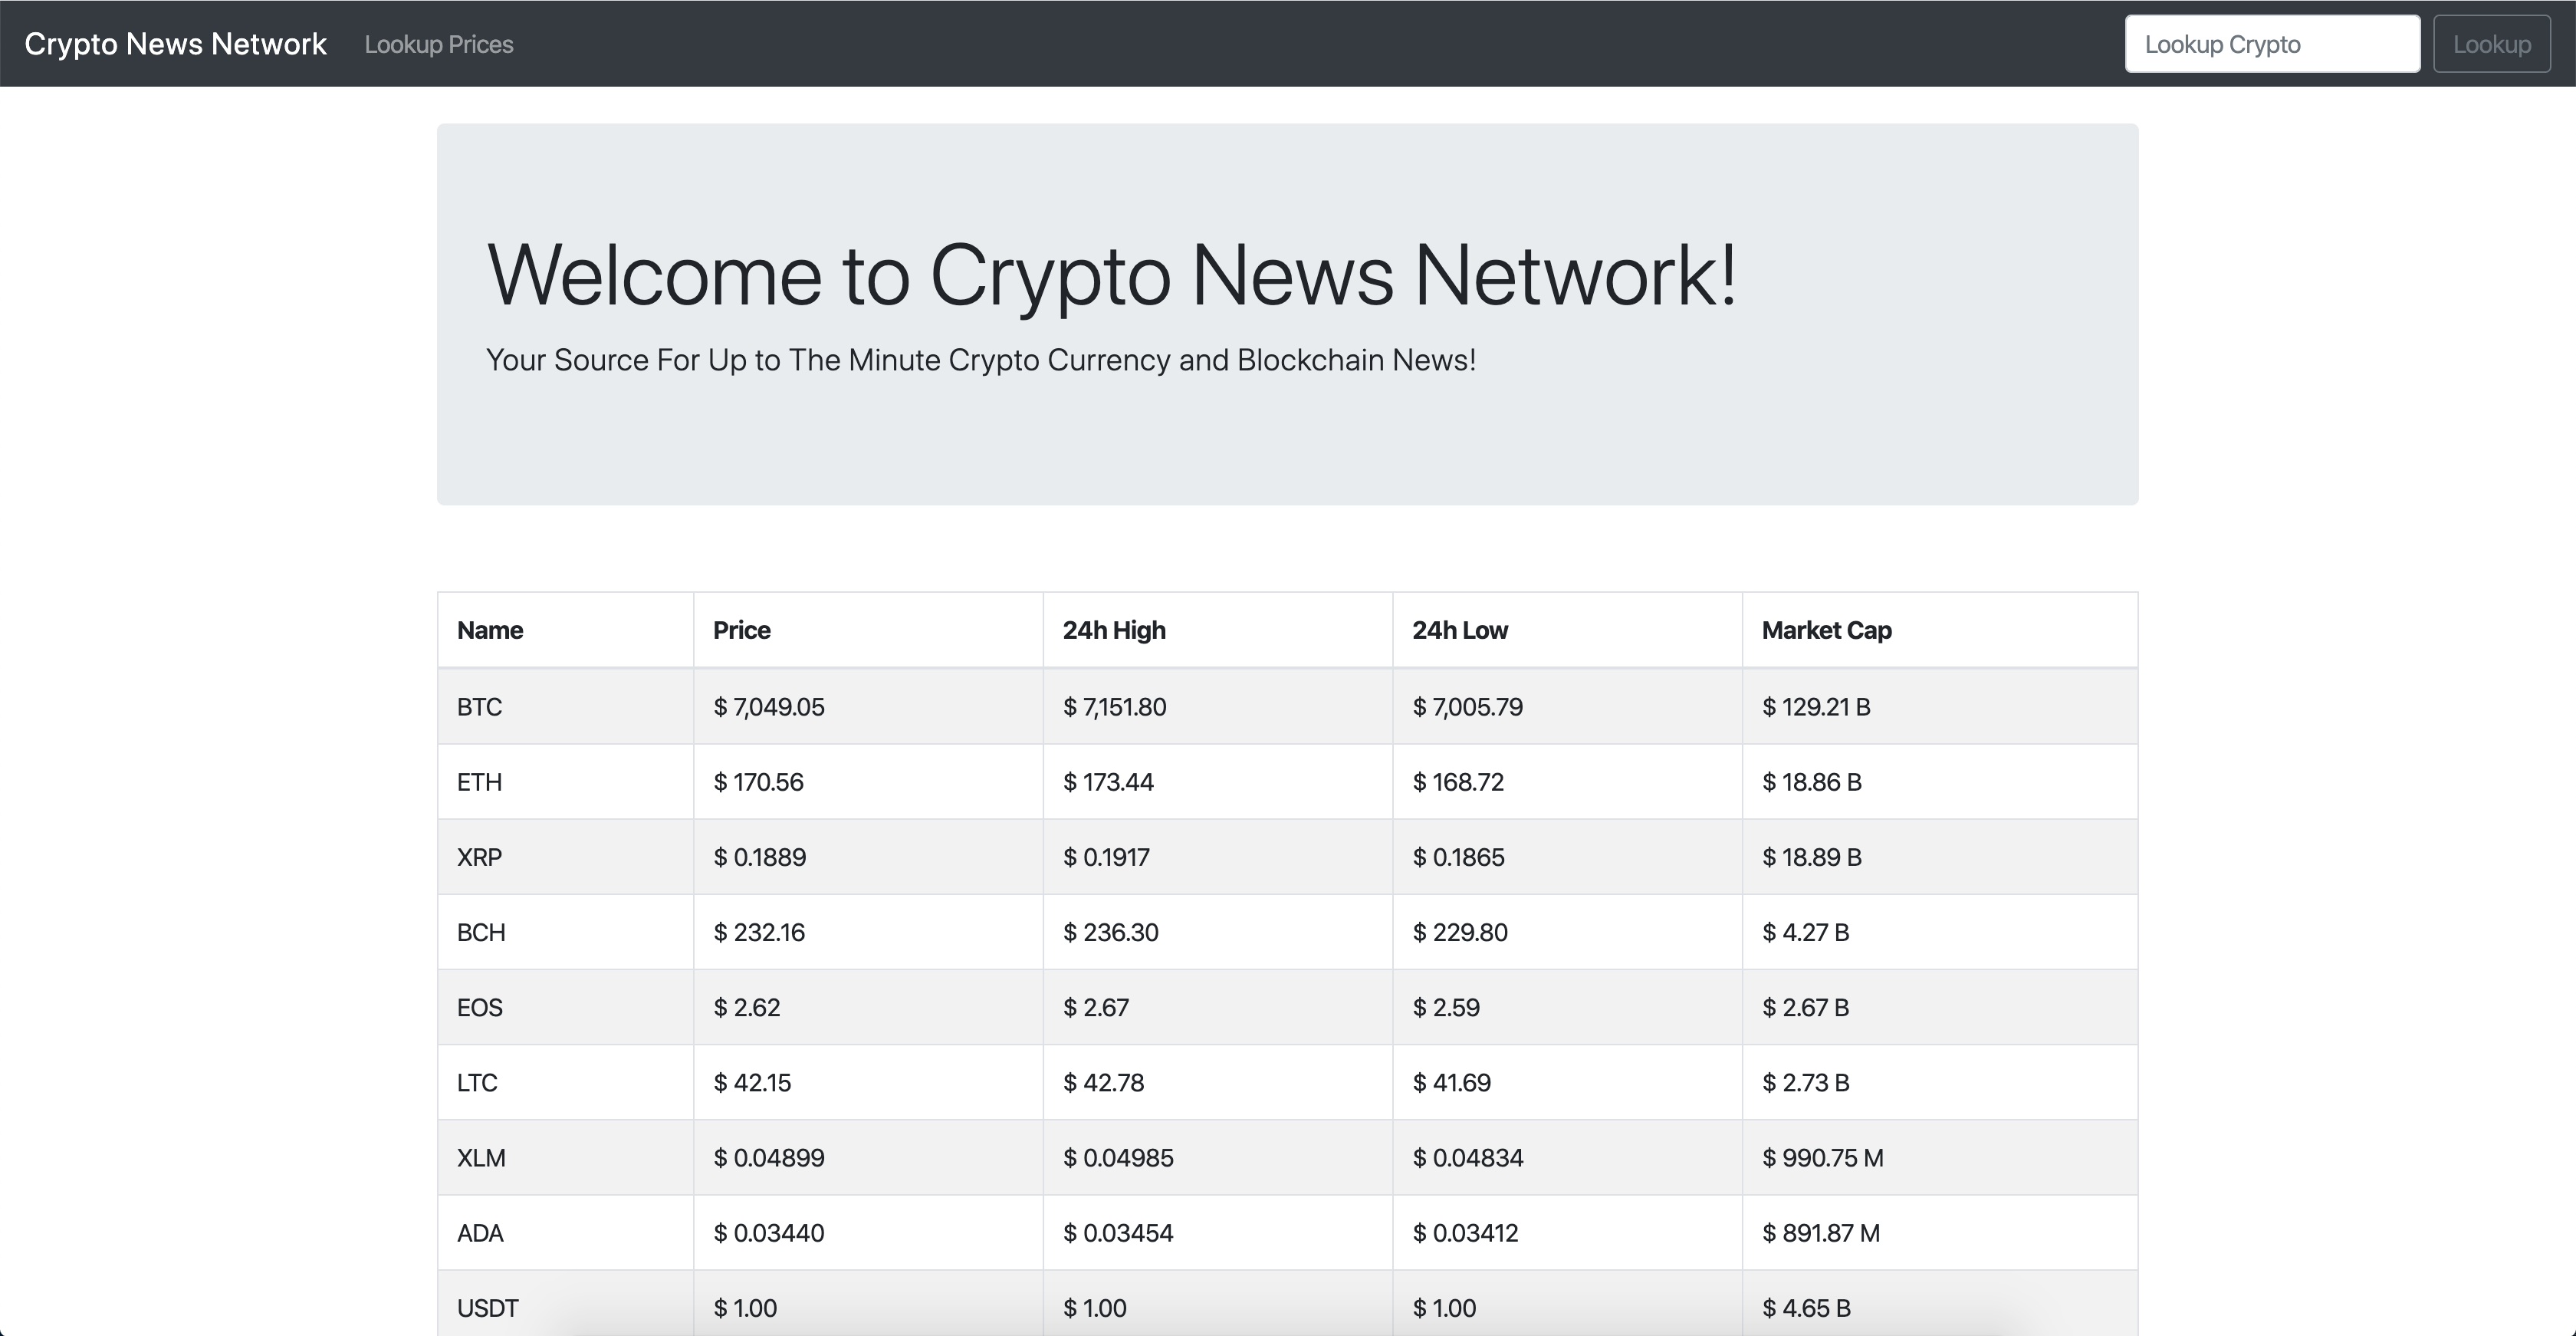 Crypto News Network Lookup Prices Lookup Crypto Lookup
Welcome to Crypto News Network!
Your Source For Up to The Minute Crypto Currency and Blockchain News!
Name Price 24h High 24h Low Market Cap
BTC $ 7,049.05 $ 7,151.80 $ 7,005.79 $ 129.21 B
ETH $ 170.56 $ 173.44 $ 168.72 $ 18.86 B
XRP $ 0.1889 $ 0.1917 $ 0.1865 $ 18.89 B
BCH $ 232.16 $ 236.30 $ 229.80 $ 4.27 B
EOS $ 2.62 $ 2.67 $ 2.59 $ 2.67 B
LTC $ 42.15 $ 42.78 $ 41.69 $ 2.73 B
XLM $ 0.04899 $ 0.04985 $ 0.04834 $ 990.75 M
ADA $ 0.03440 $ 0.03454 $ 0.03412 $ 891.87 M
USDT $ 1.00 $ 1.00 $ 1.00 $ 4.65 B